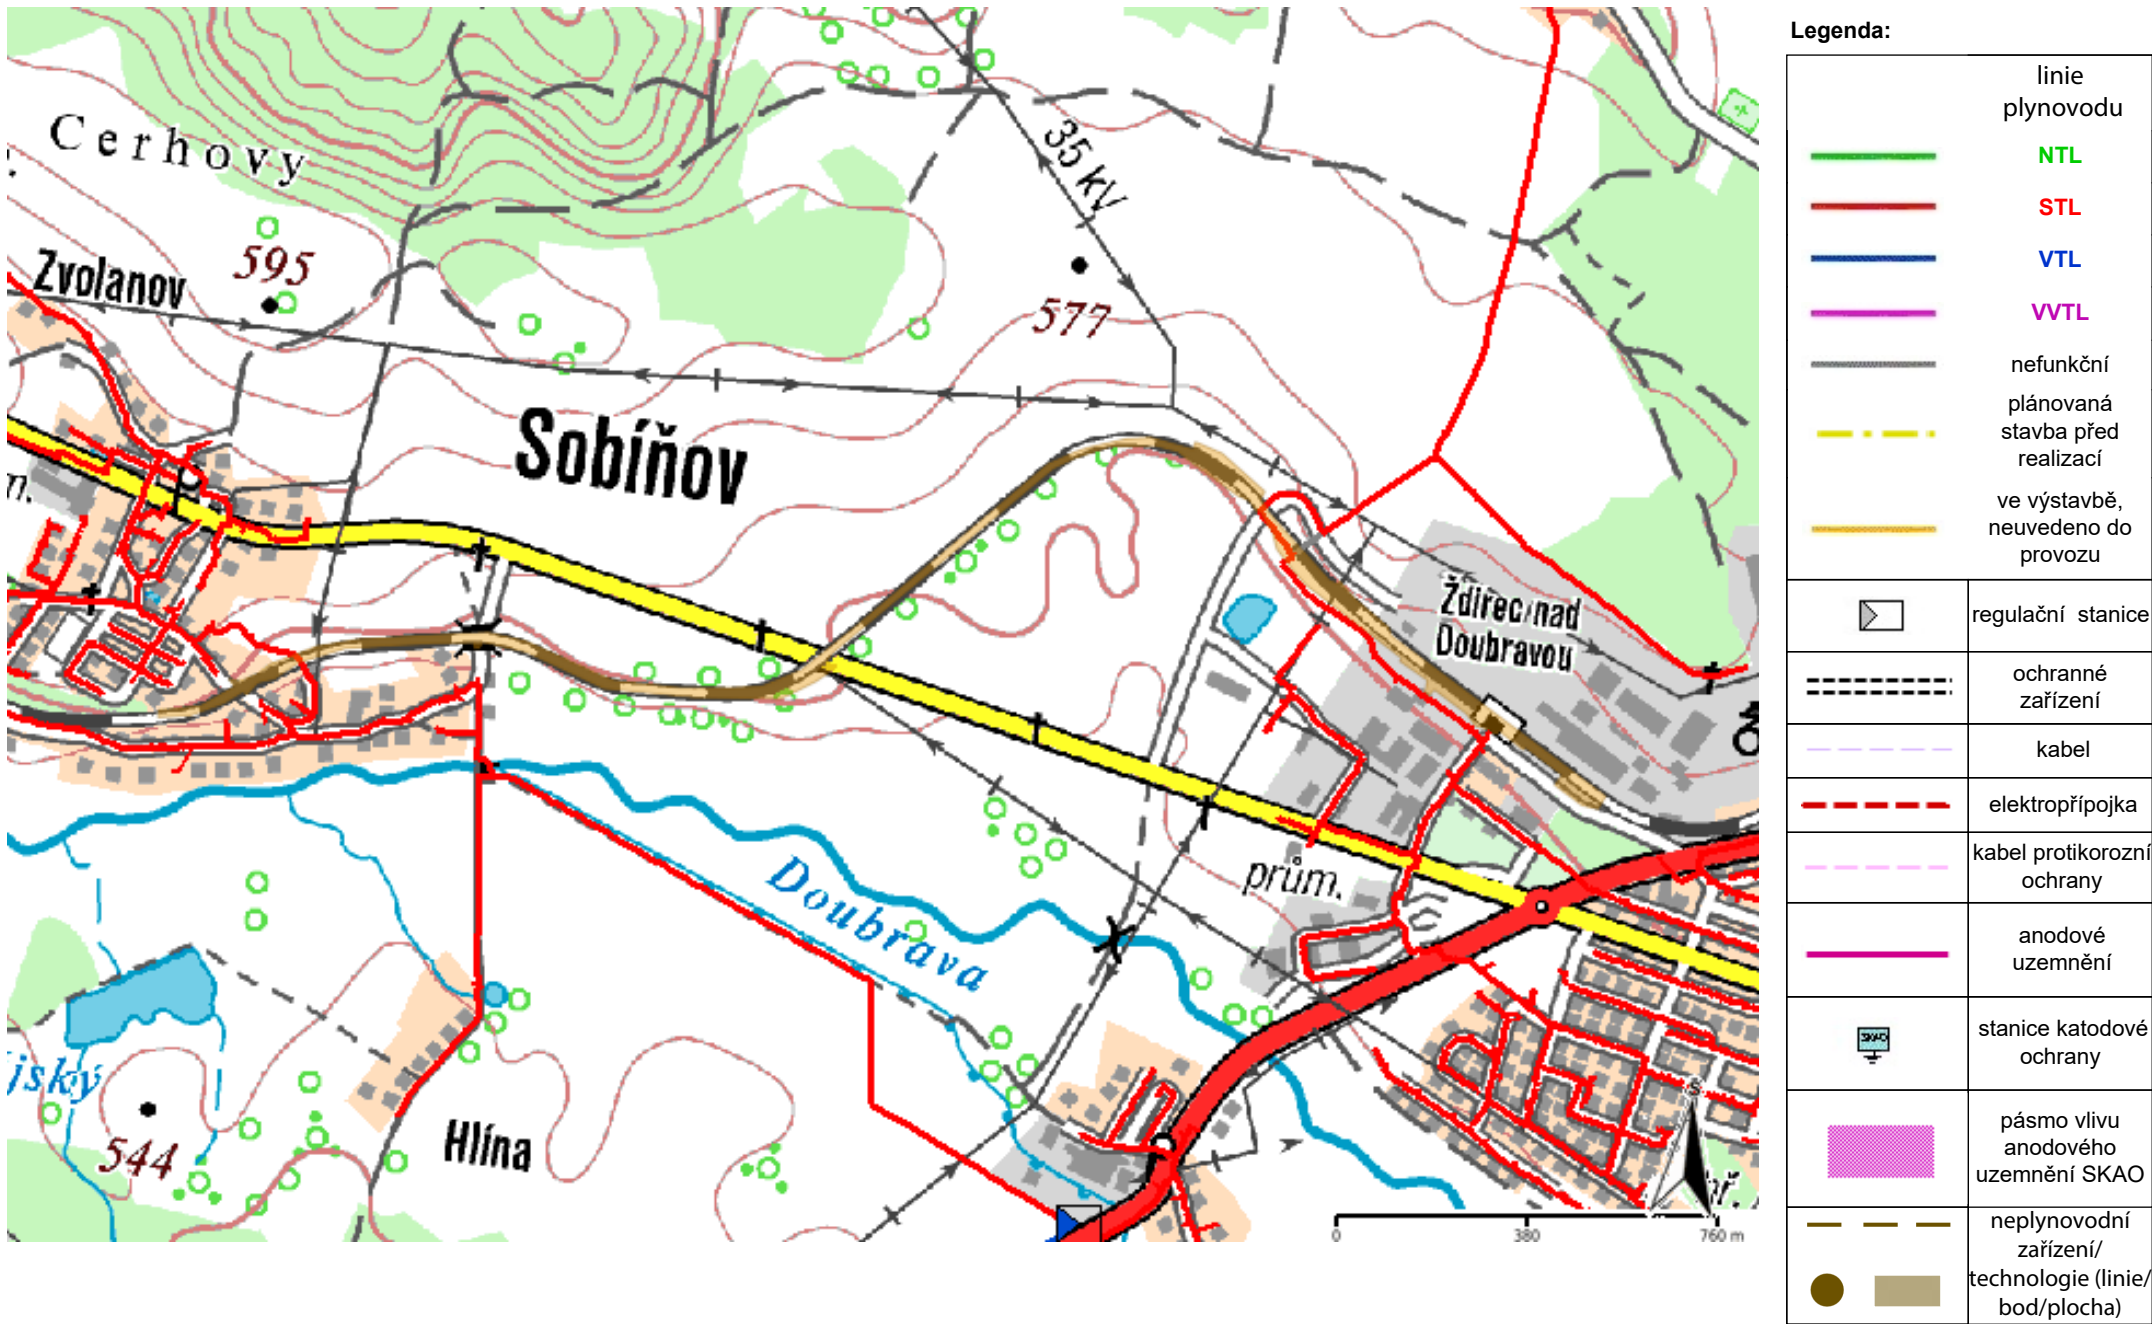 Cerhovy
35 kV
595
Zvolanov
577
Sobíňov
Ždírec nad
Doubravou
prům.
Doubrava
544
Hlína
0
380
760 m
Legenda:
linie
plynovodu
NTL
STL
VTL
VVTL
nefunkční
plánovaná
stavba před
realizací
ve výstavbě,
neuvedeno do
provozu
regulační stanice
ochranné
zařízení
kabel
elektropřípojka
kabel protikorozní
ochrany
anodové
uzemnění
SKAO
stanice katodové
ochrany
pásmo vlivu
anodového
uzemnění SKAO
neplynovodní
zařízení/
technologie (linie/
bod/plocha)